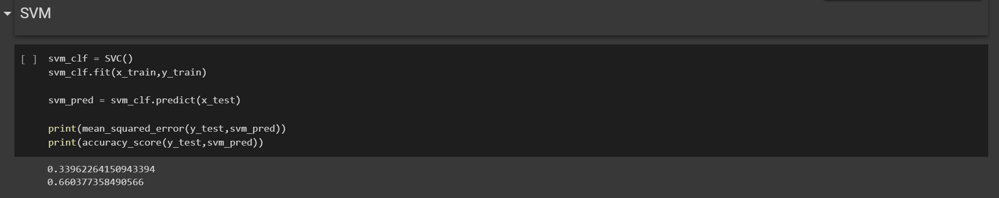 SVM
[ ] svm_clf = SVC()
svm_clf.fit(x_train,y_train)
svm_pred = svm_clf.predict(x_test)
print(mean_squared_error(y_test,svm_pred))
print(accuracy_score(y_test,svm_pred))
0.33962264150943394
0.660377358490566